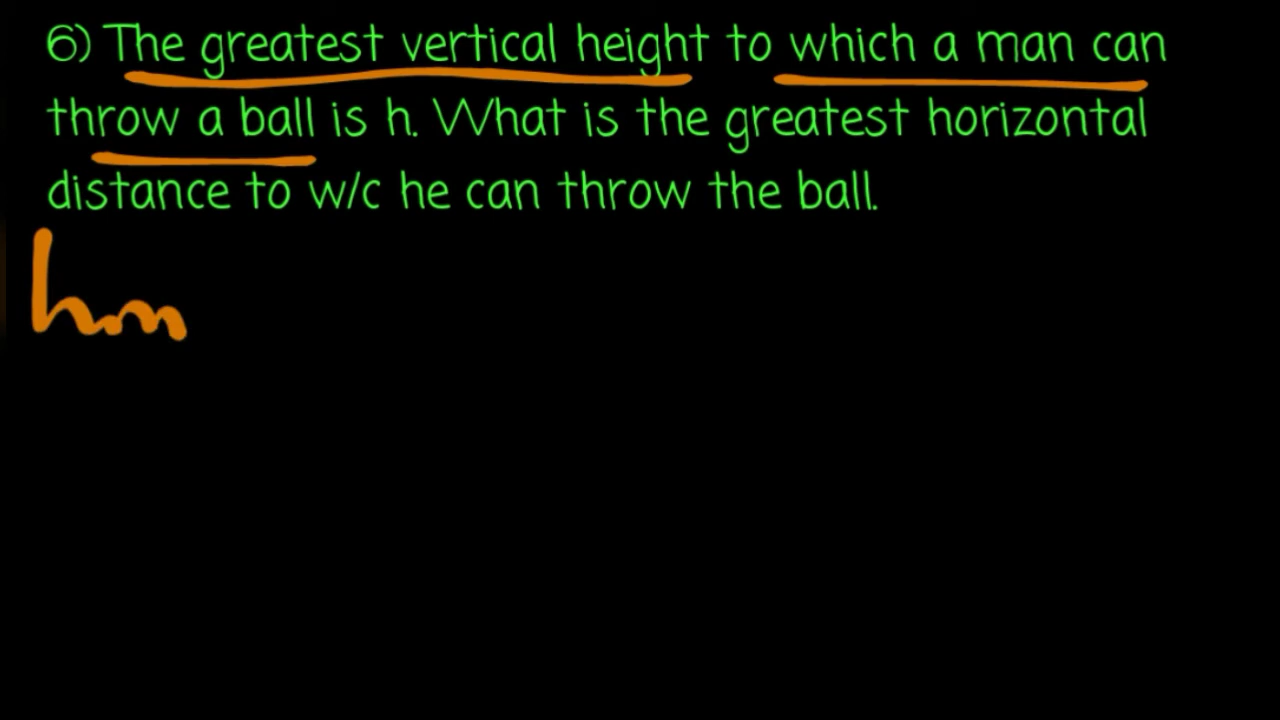 6) The greatest vertical height to which a man can
throw a ball is h. What is the greatest horizontal
distance to w/c he can throw the ball.
hm